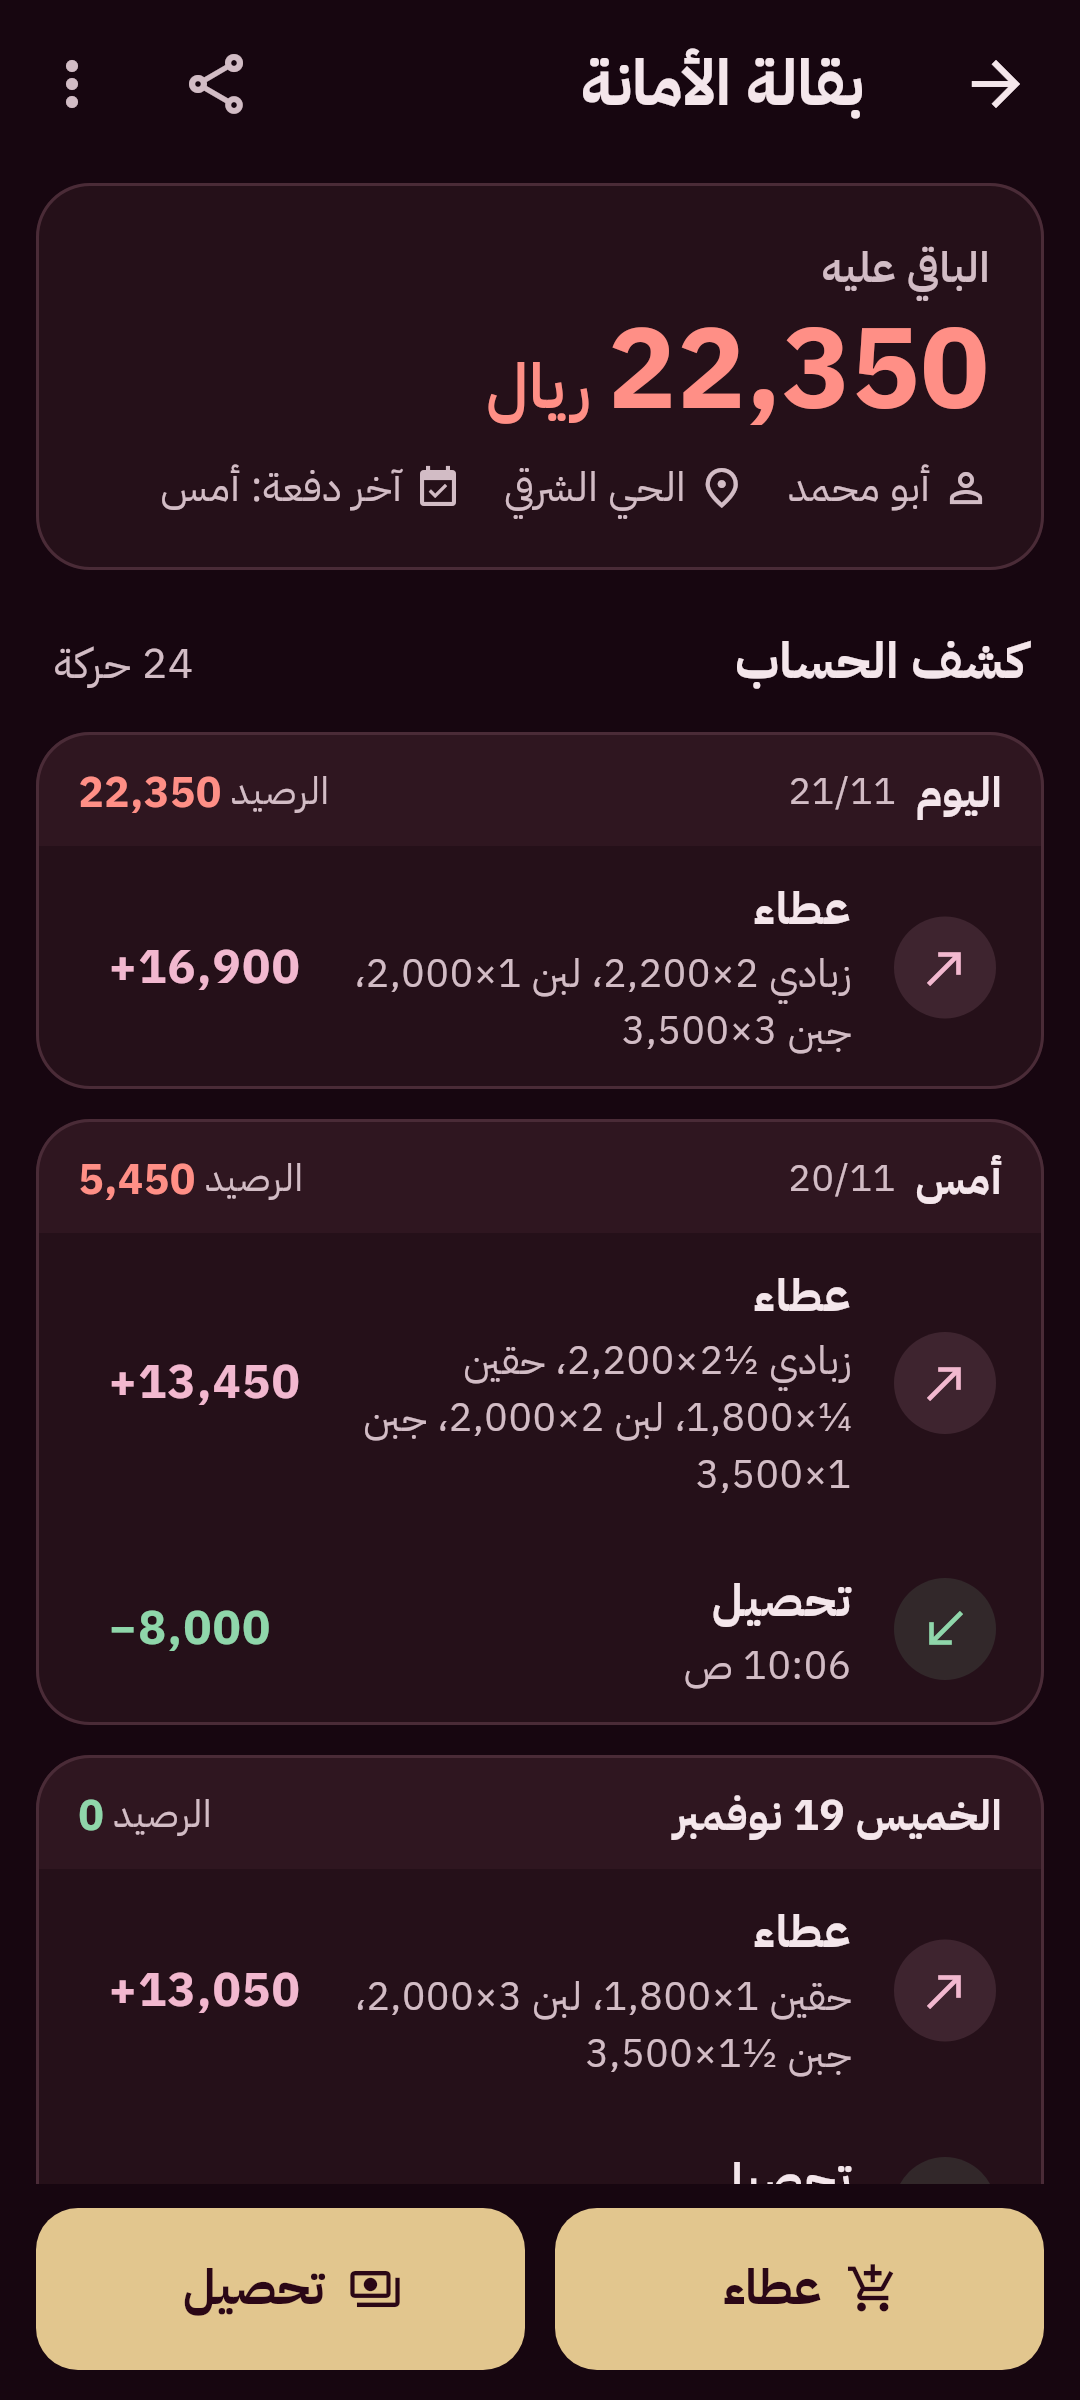 بقالة الأمانة
الباقي عليه
22,350 ريال
أبو محمد الحي الشرقي آخر دفعة: أمس
كشف الحساب 24 حركة
اليوم 21/11 الرصيد 22,350
عطاء
زبادي 2×2,200، لبن 1×2,000،
جبن 3×3,500
+16,900
أمس 20/11 الرصيد 5,450
عطاء
زبادي 2½×2,200، حقين
¼×1,800، لبن 2×2,000، جبن
1×3,500
+13,450
تحصيل
10:06 ص
−8,000
الخميس 19 نوفمبر الرصيد 0
عطاء
حقين 1×1,800، لبن 3×2,000،
جبن 1½×3,500
+13,050
تحصيل
عطاء
تحصيل